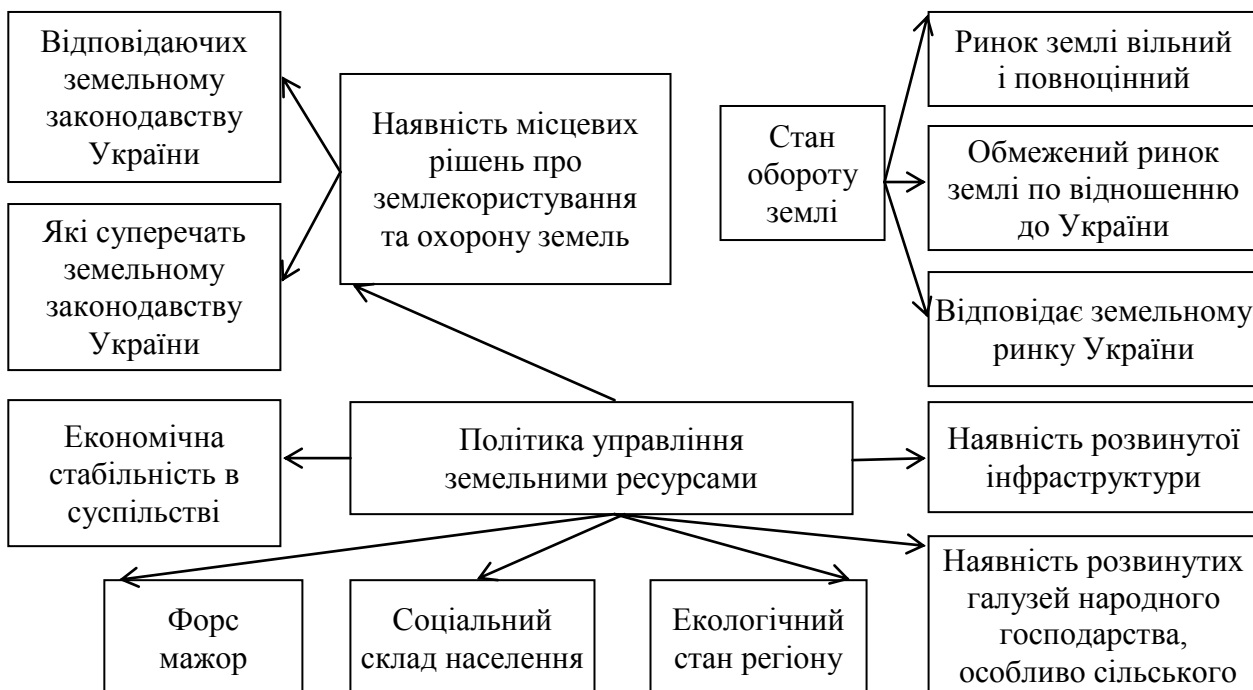 Відповідаючих
земельному
законодавству
України
Які суперечать
земельному
законодавству
України
Наявність місцевих
рішень про
землекористування
та охорону земель
Стан
обороту
землі
Ринок землі вільний
і повноцінний
Обмежений ринок
землі по відношенню
до України
Відповідає земельному
ринку України
Економічна
стабільність в
суспільстві
Політика управління
земельними ресурсами
Наявність розвинутої
інфраструктури
Форс
мажор
Соціальний
склад населення
Екологічний
стан регіону
Наявність розвинутих
галузей народного
господарства,
особливо сільського